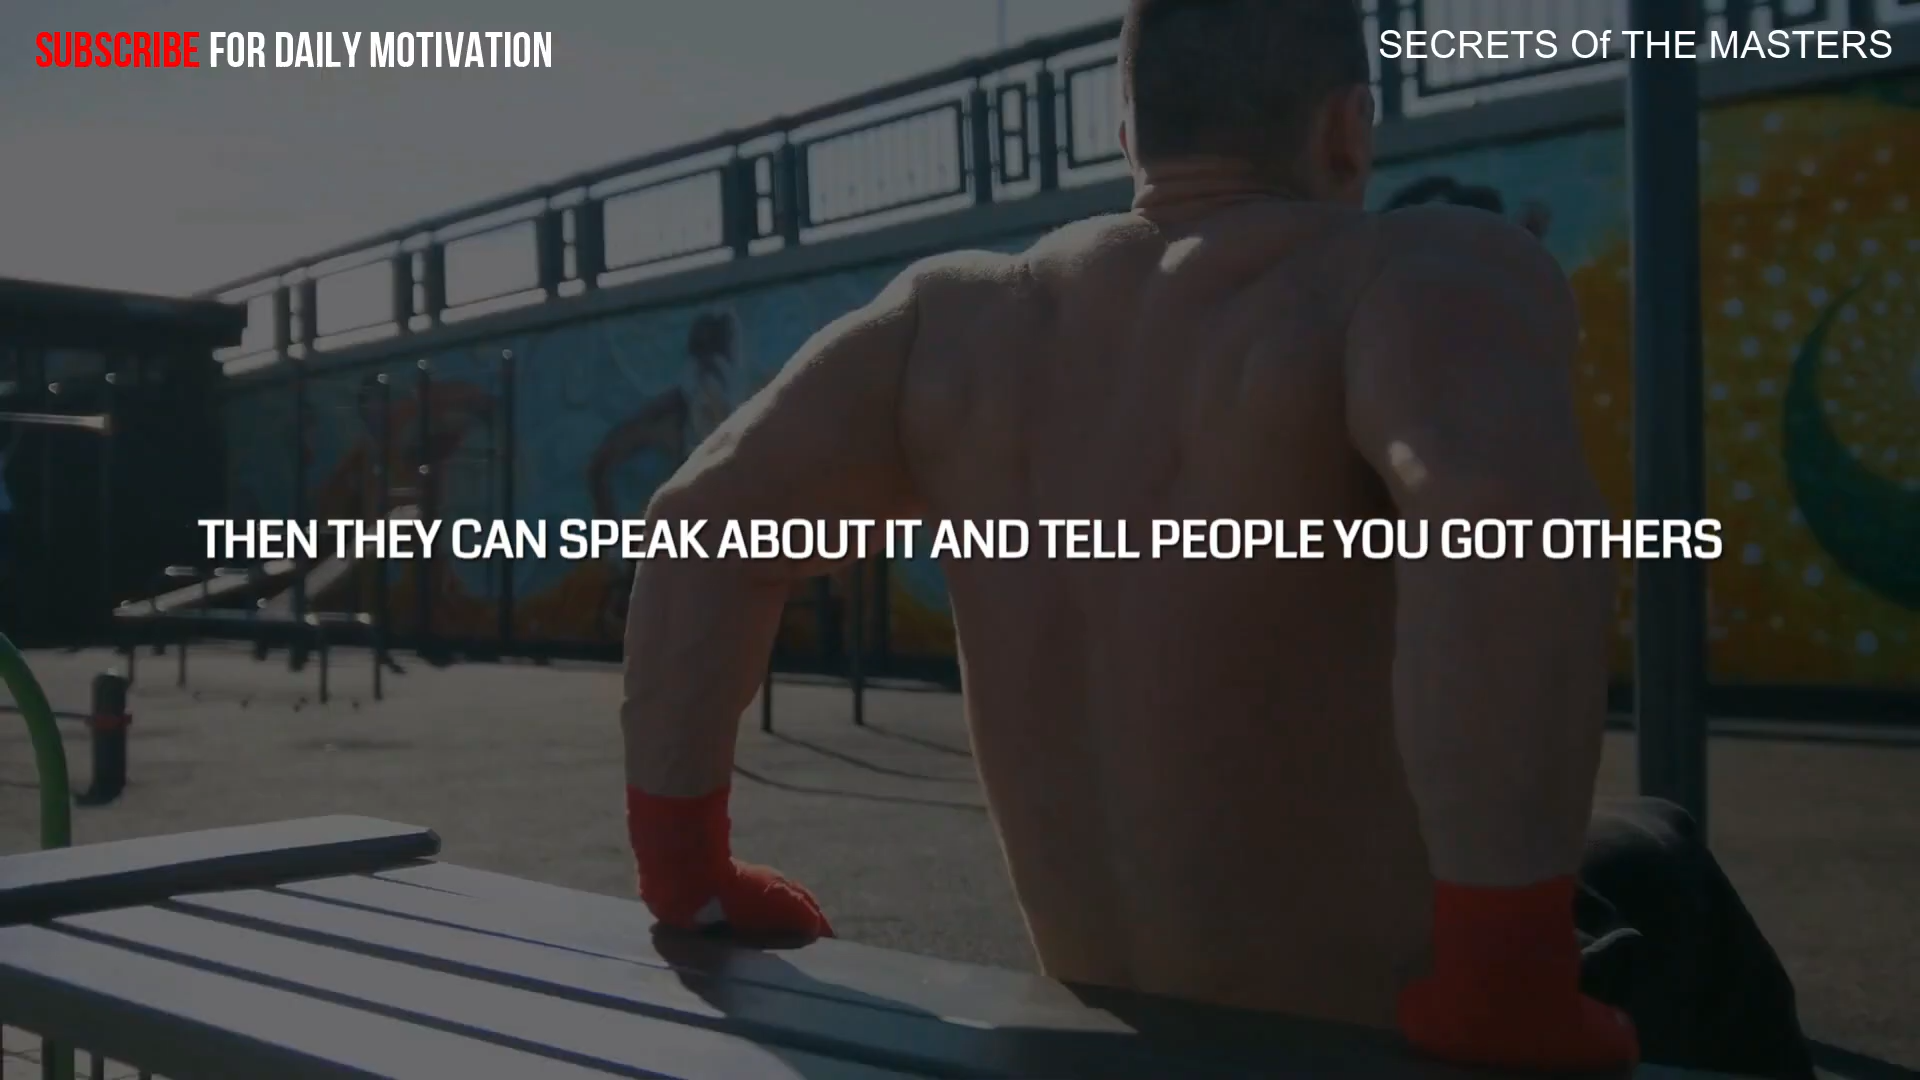 SUBSCRIBE FOR DAILY MOTIVATION
SECRETS Of THE MASTERS
THEN THEY CAN SPEAK ABOUT IT AND TELL PEOPLE YOU GOT OTHERS